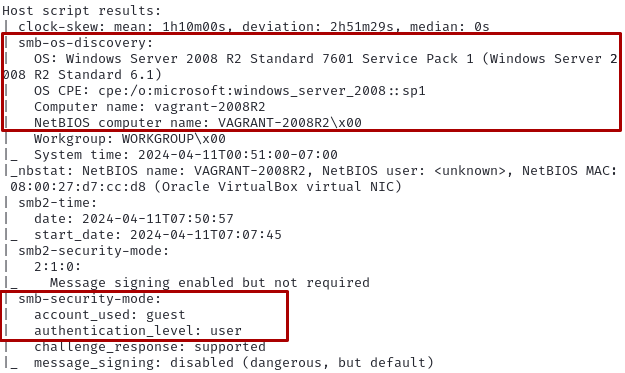 Host script results:
| clock-skew: mean: 1h10m00s, deviation: 2h51m29s, median: 0s
| smb-os-discovery:
|   OS: Windows Server 2008 R2 Standard 7601 Service Pack 1 (Windows Server 2
008 R2 Standard 6.1)
|   OS CPE: cpe:/o:microsoft:windows_server_2008::sp1
|   Computer name: vagrant-2008R2
|   NetBIOS computer name: VAGRANT-2008R2\x00
|   Workgroup: WORKGROUP\x00
|_  System time: 2024-04-11T00:51:00-07:00
|_nbstat: NetBIOS name: VAGRANT-2008R2, NetBIOS user: <unknown>, NetBIOS MAC:
 08:00:27:d7:cc:d8 (Oracle VirtualBox virtual NIC)
| smb2-time:
|   date: 2024-04-11T07:50:57
|_  start_date: 2024-04-11T07:07:45
| smb2-security-mode:
|   2:1:0:
|_    Message signing enabled but not required
| smb-security-mode:
|   account_used: guest
|   authentication_level: user
|   challenge_response: supported
|_  message_signing: disabled (dangerous, but default)